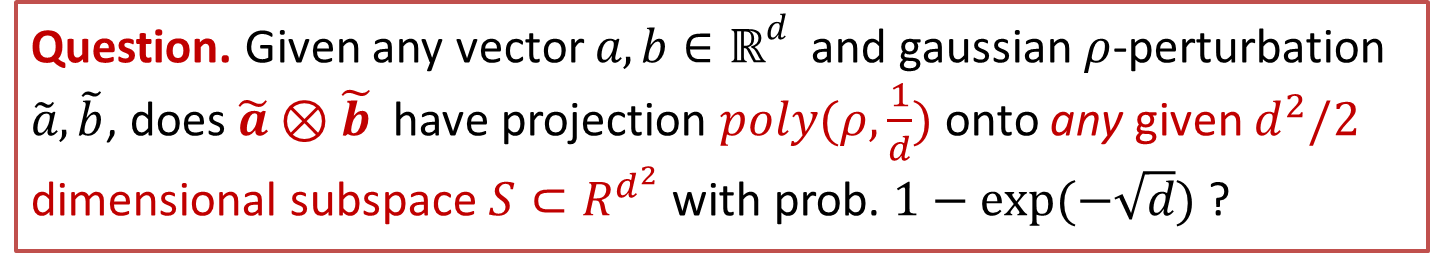 Question. Given any vector a, b ∈ ℝ^d and gaussian ρ-perturbation
ã, b̃, does ã ⊗ b̃ have projection poly(ρ, 1/d) onto any given d²/2
dimensional subspace S ⊂ R^{d²} with prob. 1 − exp(−√d) ?